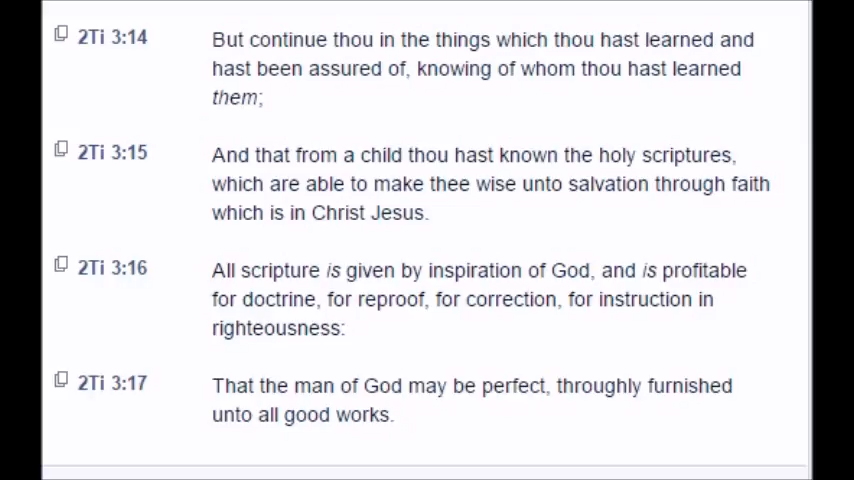 2Ti 3:14 But continue thou in the things which thou hast learned and
hast been assured of, knowing of whom thou hast learned
them;
2Ti 3:15 And that from a child thou hast known the holy scriptures,
which are able to make thee wise unto salvation through faith
which is in Christ Jesus.
2Ti 3:16 All scripture is given by inspiration of God, and is profitable
for doctrine, for reproof, for correction, for instruction in
righteousness:
2Ti 3:17 That the man of God may be perfect, throughly furnished
unto all good works.